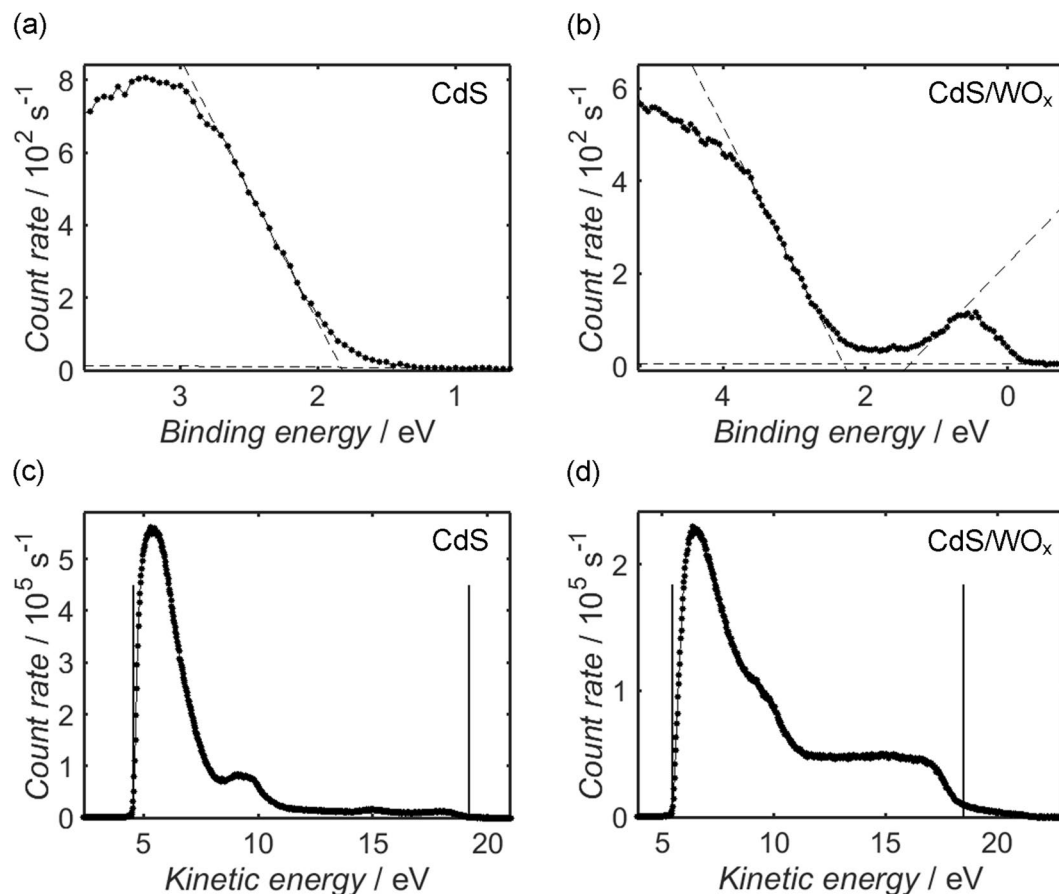 (a)
CdS
8
6
4
2
0
3
2
1
Count rate / 10² s⁻¹
Binding energy / eV
(b)
CdS/WOₓ
6
4
2
0
4
2
0
Count rate / 10² s⁻¹
Binding energy / eV
(c)
CdS
5
4
3
2
1
0
5
10
15
20
Count rate / 10⁵ s⁻¹
Kinetic energy / eV
(d)
CdS/WOₓ
2
1
0
5
10
15
20
Count rate / 10⁵ s⁻¹
Kinetic energy / eV